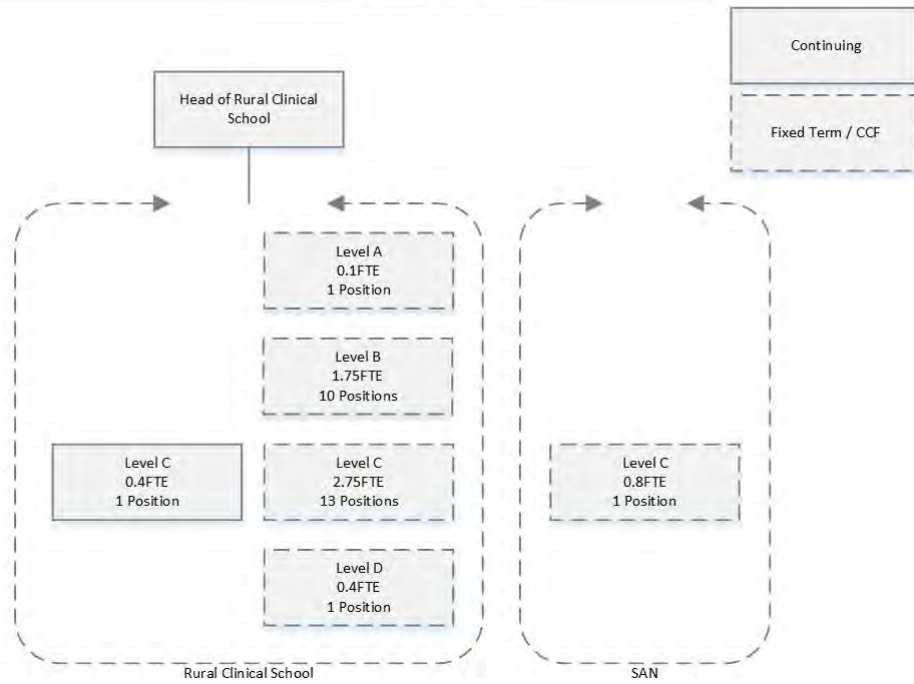 Continuing
Head of Rural Clinical
School
Fixed Term / CCF
Level A
0.1FTE
1 Position
Level B
1.75FTE
10 Positions
Level C
0.4FTE
1 Position
Level C
2.75FTE
13 Positions
Level C
0.8FTE
1 Position
Level D
0.4FTE
1 Position
Rural Clinical School
SAN